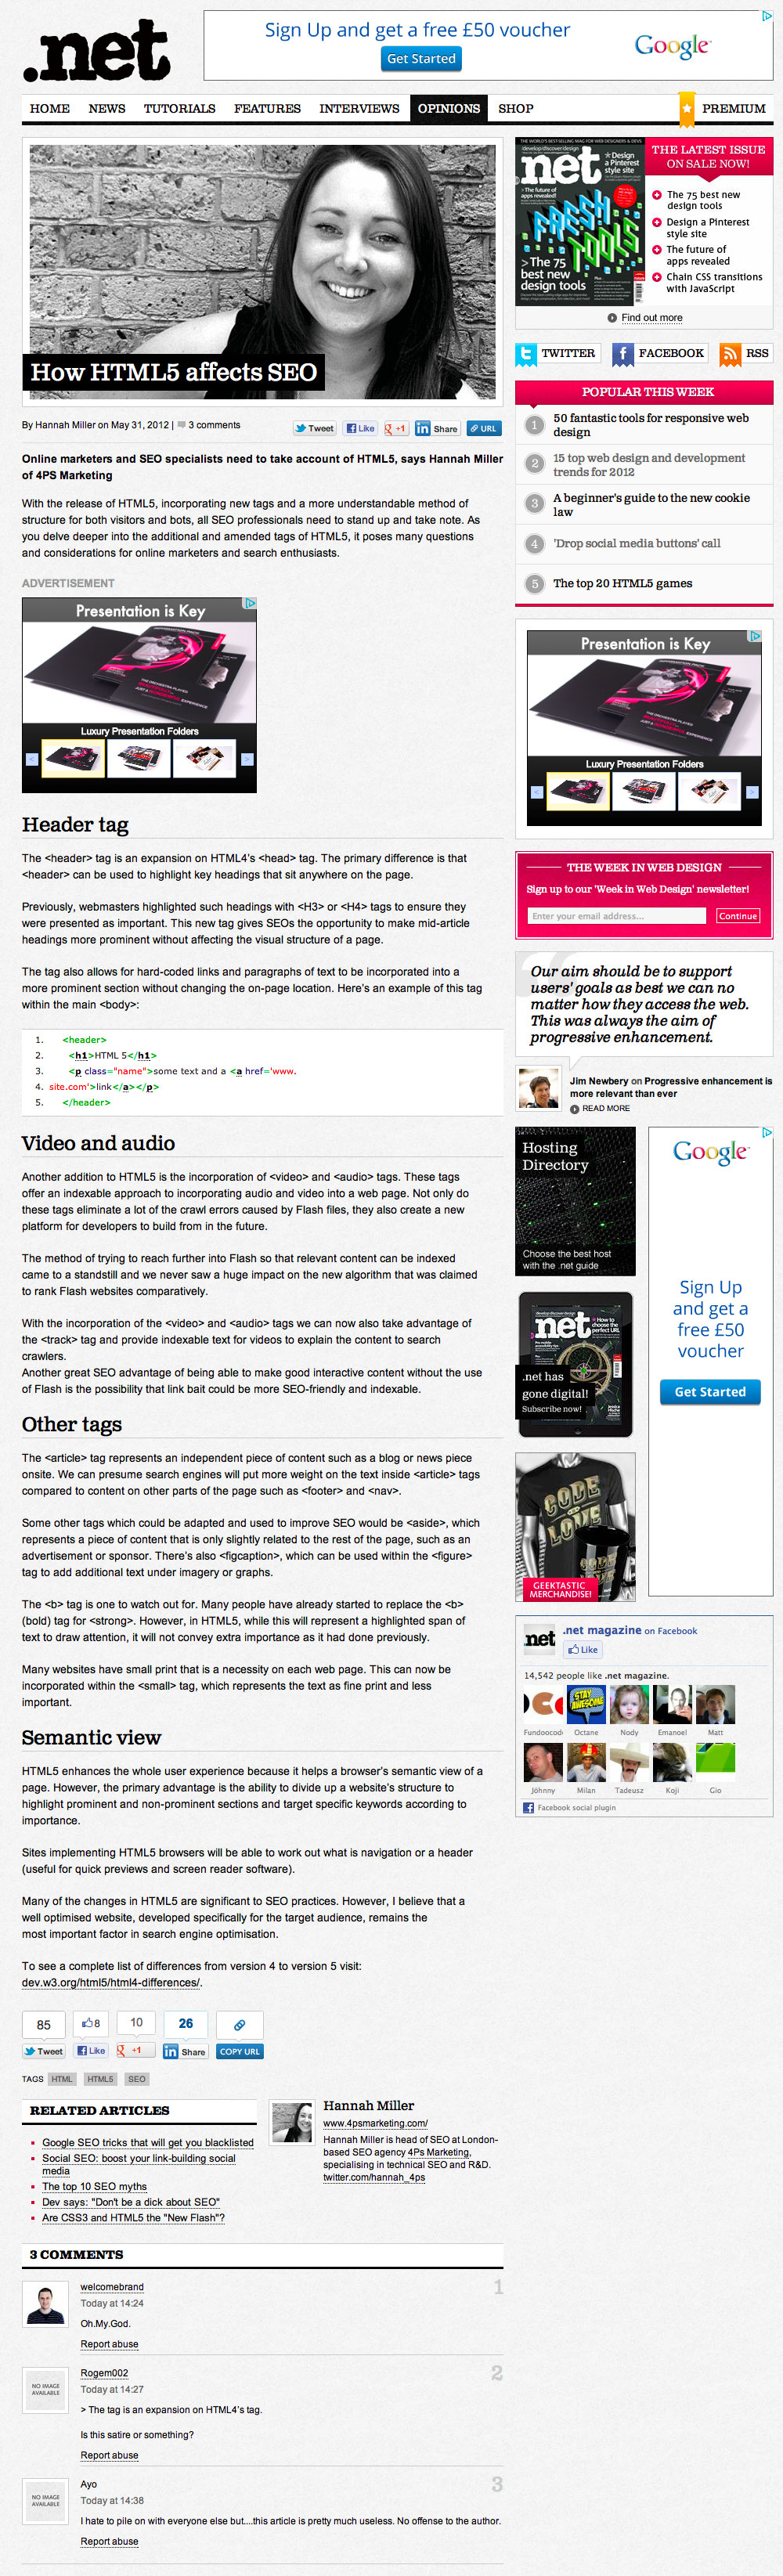 .net
Sign Up and get a free £50 voucher
Get Started
Google
HOME NEWS TUTORIALS FEATURES INTERVIEWS OPINIONS SHOP PREMIUM
How HTML5 affects SEO
By Hannah Miller on May 31, 2012 | 3 comments
Tweet Like +1 Share URL
Online marketers and SEO specialists need to take account of HTML5, says Hannah Miller
of 4PS Marketing
With the release of HTML5, incorporating new tags and a more understandable method of
structure for both visitors and bots, all SEO professionals need to stand up and take note. As
you delve deeper into the additional and amended tags of HTML5, it poses many questions
and considerations for online marketers and search enthusiasts.
ADVERTISEMENT
Presentation is Key
Luxury Presentation Folders
Header tag
The <header> tag is an expansion on HTML4's <head> tag. The primary difference is that
<header> can be used to highlight key headings that sit anywhere on the page.
Previously, webmasters highlighted such headings with <H3> or <H4> tags to ensure they
were presented as important. This new tag gives SEOs the opportunity to make mid-article
headings more prominent without affecting the visual structure of a page.
The tag also allows for hard-coded links and paragraphs of text to be incorporated into a
more prominent section without changing the on-page location. Here's an example of this tag
within the main <body>:
1. <header>
2. <h1>HTML 5</h1>
3. <p class="name">some text and a <a href='www.
4. site.com'>link</a></p>
5. </header>
Video and audio
Another addition to HTML5 is the incorporation of <video> and <audio> tags. These tags
offer an indexable approach to incorporating audio and video into a web page. Not only do
these tags eliminate a lot of the crawl errors caused by Flash files, they also create a new
platform for developers to build from in the future.
The method of trying to reach further into Flash so that relevant content can be indexed
came to a standstill and we never saw a huge impact on the new algorithm that was claimed
to rank Flash websites comparatively.
With the incorporation of the <video> and <audio> tags we can now also take advantage of
the <track> tag and provide indexable text for videos to explain the content to search
crawlers.
Another great SEO advantage of being able to make good interactive content without the use
of Flash is the possibility that link bait could be more SEO-friendly and indexable.
Other tags
The <article> tag represents an independent piece of content such as a blog or news piece
onsite. We can presume search engines will put more weight on the text inside <article> tags
compared to content on other parts of the page such as <footer> and <nav>.
Some other tags which could be adapted and used to improve SEO would be <aside>, which
represents a piece of content that is only slightly related to the rest of the page, such as an
advertisement or sponsor. There's also <figcaption>, which can be used within the <figure>
tag to add additional text under imagery or graphs.
The <b> tag is one to watch out for. Many people have already started to replace the <b>
(bold) tag for <strong>. However, in HTML5, while this will represent a highlighted span of
text to draw attention, it will not convey extra importance as it had done previously.
Many websites have small print that is a necessity on each web page. This can now be
incorporated within the <small> tag, which represents the text as fine print and less
important.
Semantic view
HTML5 enhances the whole user experience because it helps a browser's semantic view of a
page. However, the primary advantage is the ability to divide up a website's structure to
highlight prominent and non-prominent sections and target specific keywords according to
importance.
Sites implementing HTML5 browsers will be able to work out what is navigation or a header
(useful for quick previews and screen reader software).
Many of the changes in HTML5 are significant to SEO practices. However, I believe that a
well optimised website, developed specifically for the target audience, remains the
most important factor in search engine optimisation.
To see a complete list of differences from version 4 to version 5 visit:
dev.w3.org/html5/html4-differences/.
85 8 10 26
Tweet Like +1 Share COPY URL
TAGS HTML HTML5 SEO
RELATED ARTICLES
Google SEO tricks that will get you blacklisted
Social SEO: boost your link-building social
media
The top 10 SEO myths
Dev says: "Don't be a dick about SEO"
Are CSS3 and HTML5 the "New Flash"?
Hannah Miller
www.4psmarketing.com/
Hannah Miller is head of SEO at London-
based SEO agency 4Ps Marketing,
specialising in technical SEO and R&D.
twitter.com/hannah_4ps
3 COMMENTS
welcomebrand 1
Today at 14:24
Oh.My.God.
Report abuse
NO IMAGE
AVAILABLE
Rogem002 2
Today at 14:27
> The tag is an expansion on HTML4's tag.
Is this satire or something?
Report abuse
NO IMAGE
AVAILABLE
Ayo 3
Today at 14:38
I hate to pile on with everyone else but....this article is pretty much useless. No offense to the author.
Report abuse
THE WORLD'S BEST-SELLING MAG FOR WEB DESIGNERS & DEVS
.net
Design
a Pinterest
style site
The future of
apps revealed
FRESH
TOOLS
> The 75
best new
design tools
THE LATEST ISSUE
ON SALE NOW!
The 75 best new
design tools
Design a Pinterest
style site
The future of
apps revealed
Chain CSS transitions
with JavaScript
Find out more
TWITTER FACEBOOK RSS
POPULAR THIS WEEK
1 50 fantastic tools for responsive web
design
2 15 top web design and development
trends for 2012
3 A beginner's guide to the new cookie
law
4 'Drop social media buttons' call
5 The top 20 HTML5 games
Presentation is Key
Luxury Presentation Folders
THE WEEK IN WEB DESIGN
Sign up to our 'Week in Web Design' newsletter!
Enter your email address... Continue
Our aim should be to support
users' goals as best we can no
matter how they access the web.
This was always the aim of
progressive enhancement.
Jim Newbery on Progressive enhancement is
more relevant than ever
READ MORE
Hosting
Directory
Choose the best host
with the .net guide
.net
How to
choose the
perfect URL
.net has
gone digital!
Subscribe now!
CODE
LOVE
GEEKTASTIC
MERCHANDISE!
Google
Sign Up
and get a
free £50
voucher
Get Started
.net
.net magazine on Facebook
Like
14,542 people like .net magazine.
STAY
AWESOME
Fundoocode Octane Nody Emanoel Matt
Jöhnny Milan Tadeusz Koji Gio
Facebook social plugin